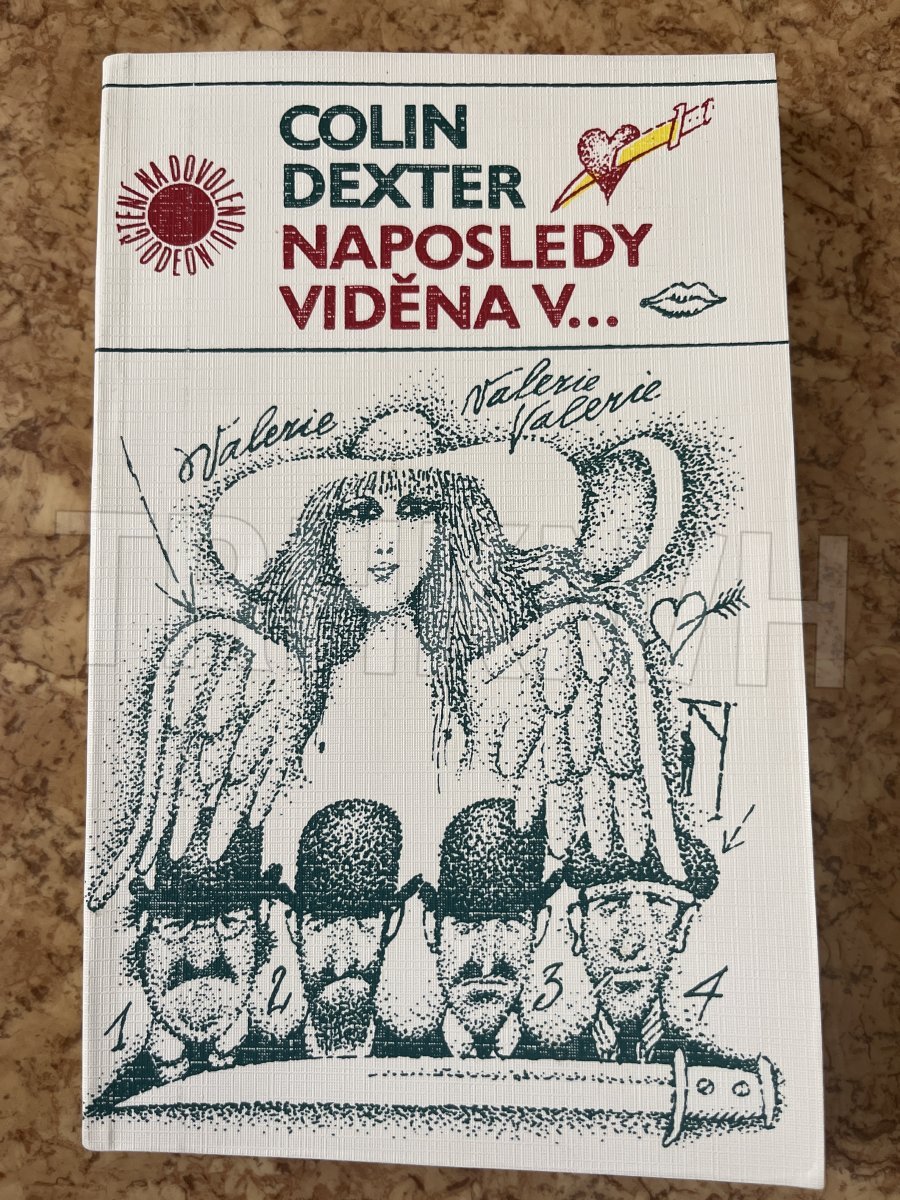 COLIN
DEXTER
NAPOSLEDY
VIDĚNA V...
ČTENÍ NA DOVOLENOU
ODEON
Valerie
Valerie
Valerie
1
2
3
4